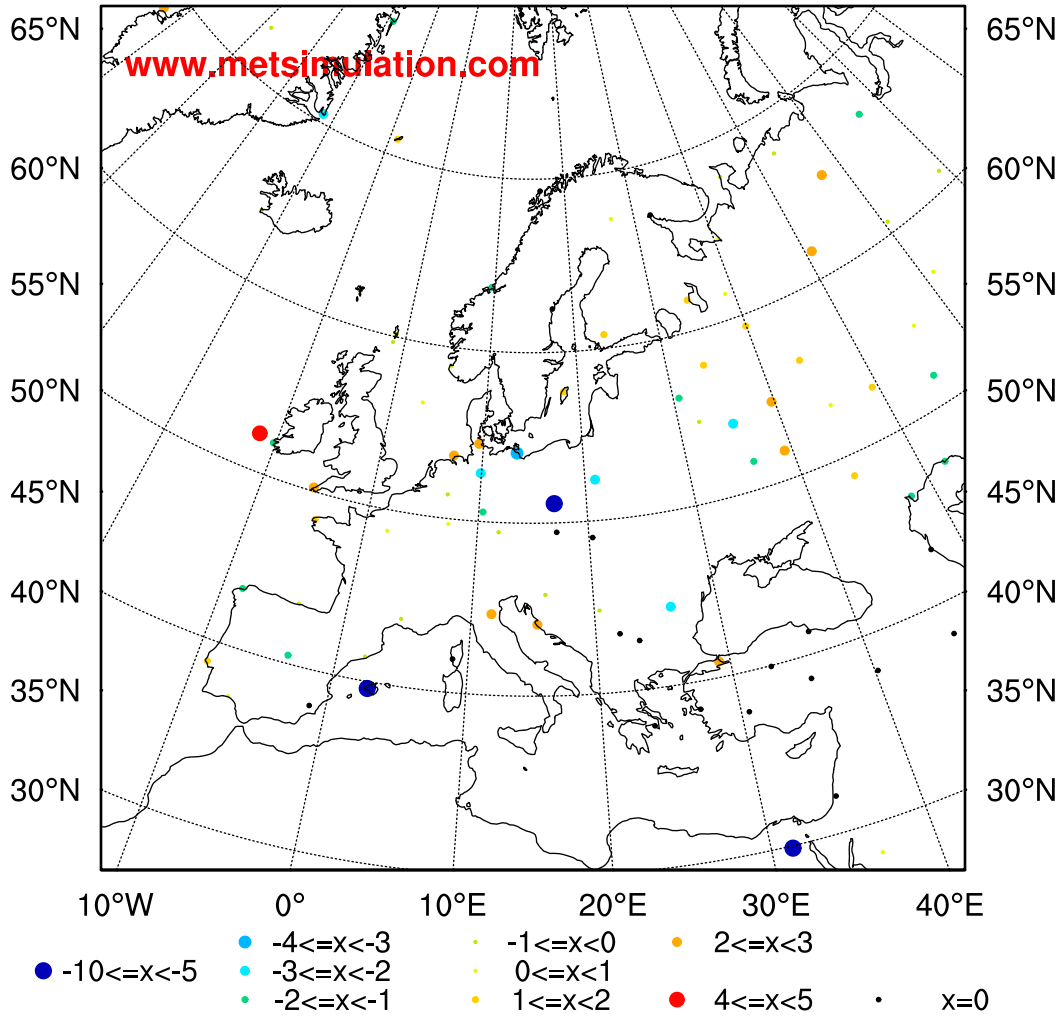 65°N 65°N
www.metsimulation.com
60°N 60°N
55°N 55°N
50°N 50°N
45°N 45°N
40°N 40°N
35°N 35°N
30°N 30°N
10°W 0° 10°E 20°E 30°E 40°E
-4<=x<-3 -1<=x<0 2<=x<3
-10<=x<-5 -3<=x<-2 0<=x<1
-2<=x<-1 1<=x<2 4<=x<5 x=0